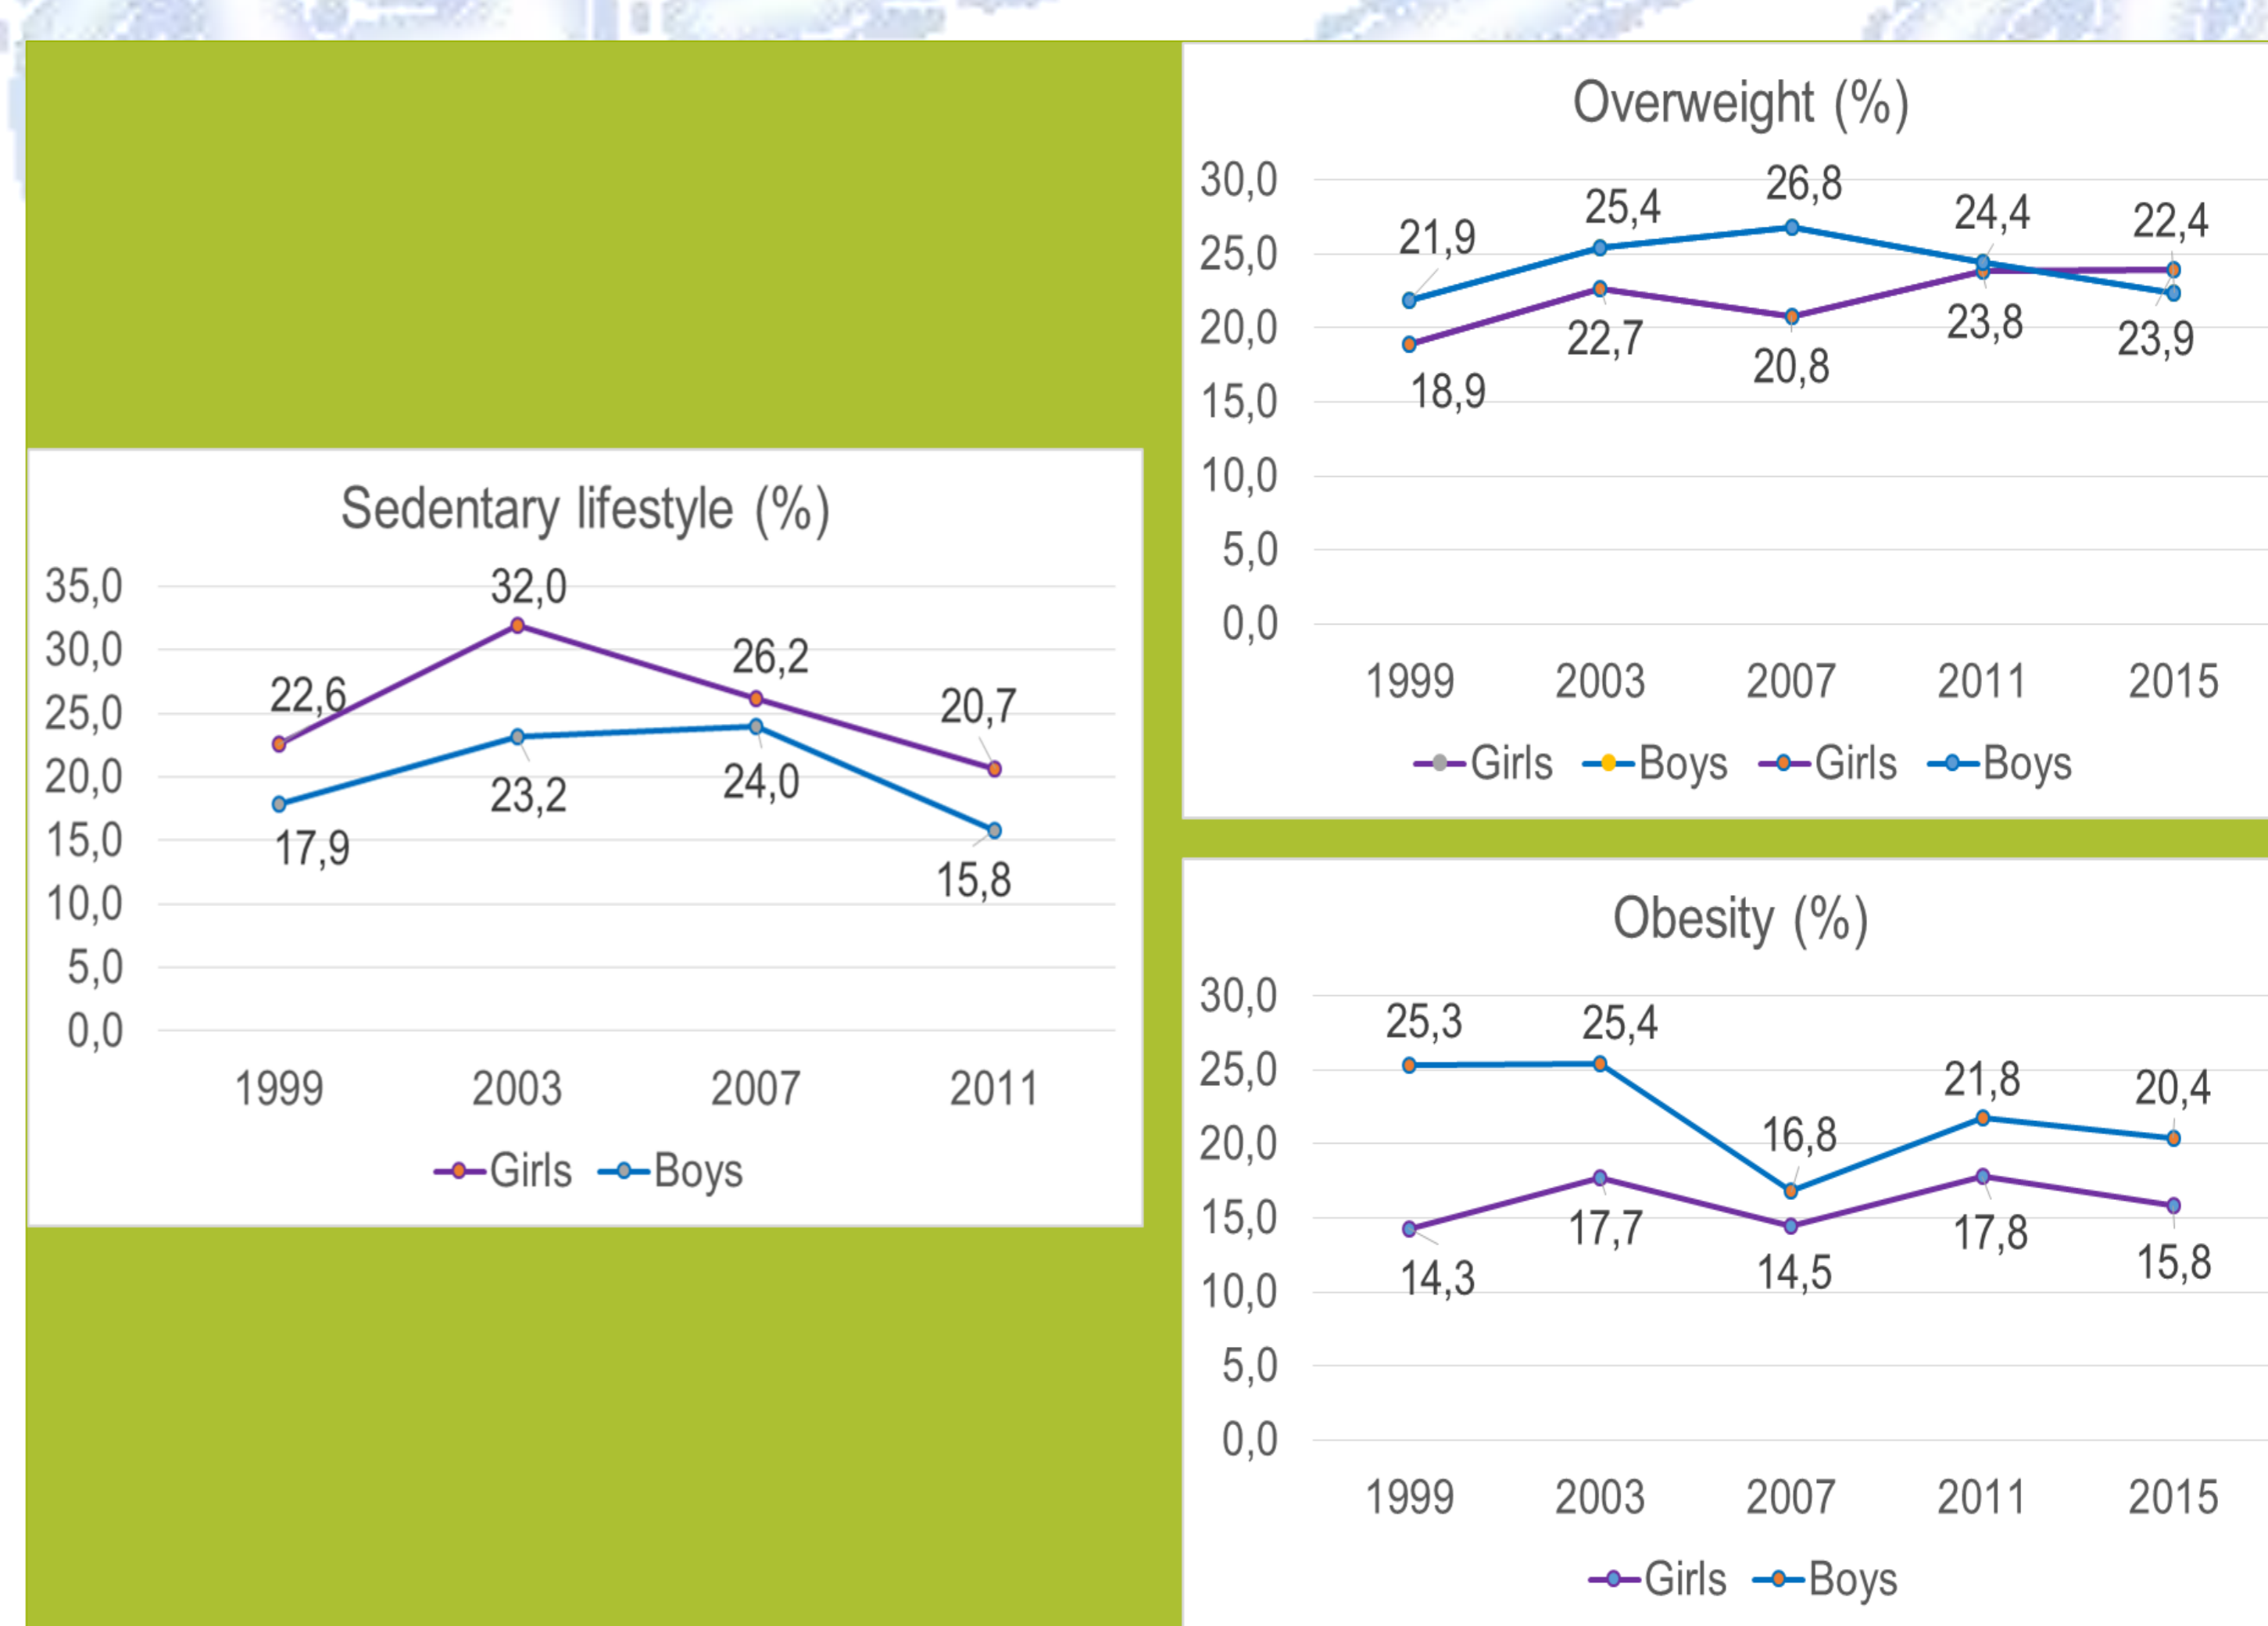 Sedentary lifestyle (%)
35,0
30,0
25,0
20,0
15,0
10,0
5,0
0,0
32,0
26,2
22,6
20,7
23,2
24,0
17,9
15,8
1999 2003 2007 2011
Girls Boys
Overweight (%)
30,0
25,0
20,0
15,0
10,0
5,0
0,0
21,9 25,4 26,8 24,4 22,4
18,9 22,7 20,8 23,8 23,9
1999 2003 2007 2011 2015
Girls Boys Girls Boys
Obesity (%)
30,0
25,0
20,0
15,0
10,0
5,0
0,0
25,3 25,4 16,8 21,8 20,4
14,3 17,7 14,5 17,8 15,8
1999 2003 2007 2011 2015
Girls Boys